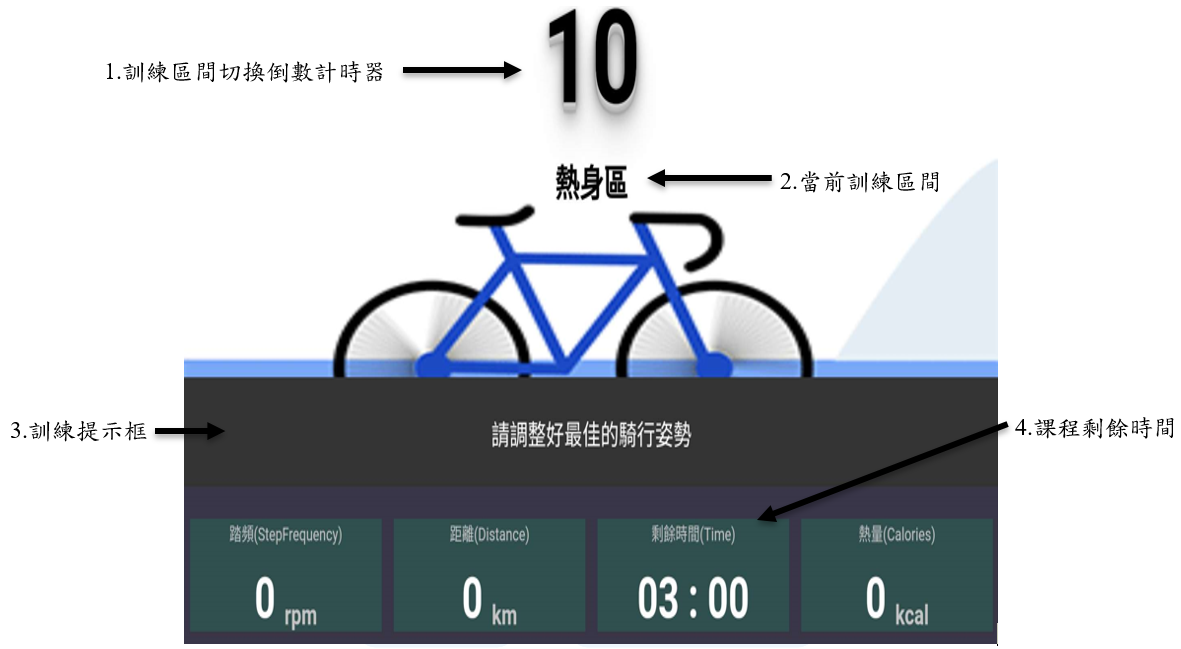 10
1.訓練區間切換倒數計時器
熱身區
2.當前訓練區間
3.訓練提示框
請調整好最佳的騎行姿勢
4.課程剩餘時間
踏頻(StepFrequency)
0 rpm
距離(Distance)
0 km
剩餘時間(Time)
03 : 00
熱量(Calories)
0 kcal